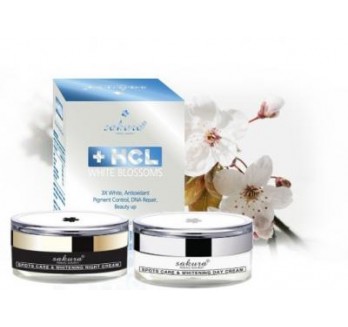 sakura
+ HCL
WHITE BLOSSOMS
3X White, Antioxidant
Pigment Control, DNA Repair,
Beauty up
sakura
SPOTS CARE & WHITENING NIGHT CREAM
sakura
SPOTS CARE & WHITENING DAY CREAM